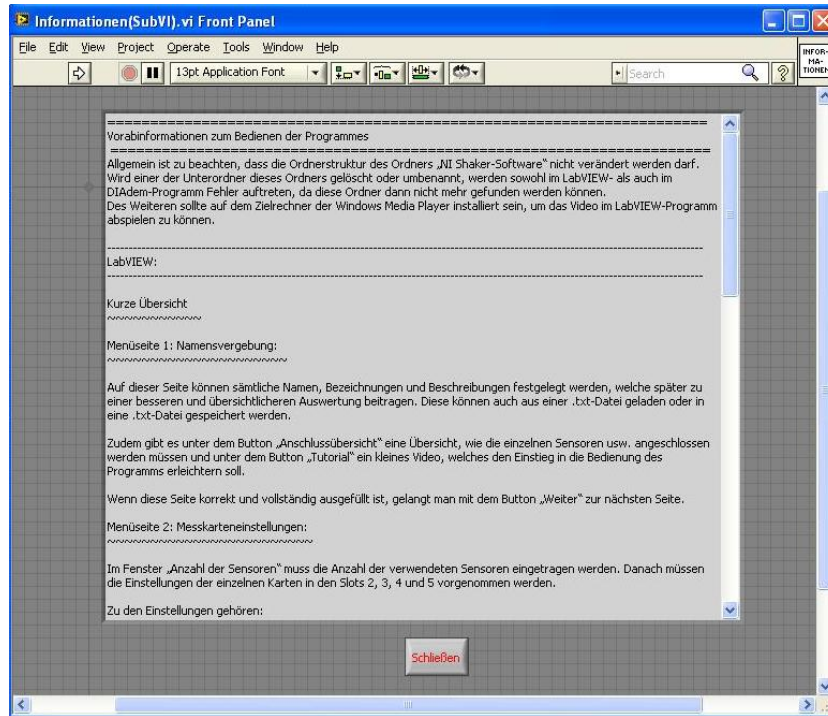 Informationen(SubVI).vi Front Panel
File Edit View Project Operate Tools Window Help
13pt Application Font
Search
INFOR-
MA-
TIONEN
==========================================================================
Vorabinformationen zum Bedienen der Programmes
==========================================================================
Allgemein ist zu beachten, dass die Ordnerstruktur des Ordners „NI Shaker-Software“ nicht verändert werden darf.
Wird einer der Unterordner dieses Ordners gelöscht oder umbenannt, werden sowohl im LabVIEW- als auch im
DIAdem-Programm Fehler auftreten, da diese Ordner dann nicht mehr gefunden werden können.
Des Weiteren sollte auf dem Zielrechner der Windows Media Player installiert sein, um das Video im LabVIEW-Programm
abspielen zu können.
--------------------------------------------------------------------------
LabVIEW:
--------------------------------------------------------------------------
Kurze Übersicht
~~~~~~~~~~~~~
Menüseite 1: Namensvergebung:
~~~~~~~~~~~~~~~~~~~~~~~~~
Auf dieser Seite können sämtliche Namen, Bezeichnungen und Beschreibungen festgelegt werden, welche später zu
einer besseren und übersichtlicheren Auswertung beitragen. Diese können auch aus einer .txt-Datei geladen oder in
eine .txt-Datei gespeichert werden.
Zudem gibt es unter dem Button „Anschlussübersicht“ eine Übersicht, wie die einzelnen Sensoren usw. angeschlossen
werden müssen und unter dem Button „Tutorial“ ein kleines Video, welches den Einstieg in die Bedienung des
Programms erleichtern soll.
Wenn diese Seite korrekt und vollständig ausgefüllt ist, gelangt man mit dem Button „Weiter“ zur nächsten Seite.
Menüseite 2: Messkarteneinstellungen:
~~~~~~~~~~~~~~~~~~~~~~~~~~~~~
Im Fenster „Anzahl der Sensoren“ muss die Anzahl der verwendeten Sensoren eingetragen werden. Danach müssen
die Einstellungen der einzelnen Karten in den Slots 2, 3, 4 und 5 vorgenommen werden.
Zu den Einstellungen gehören:
Schließen